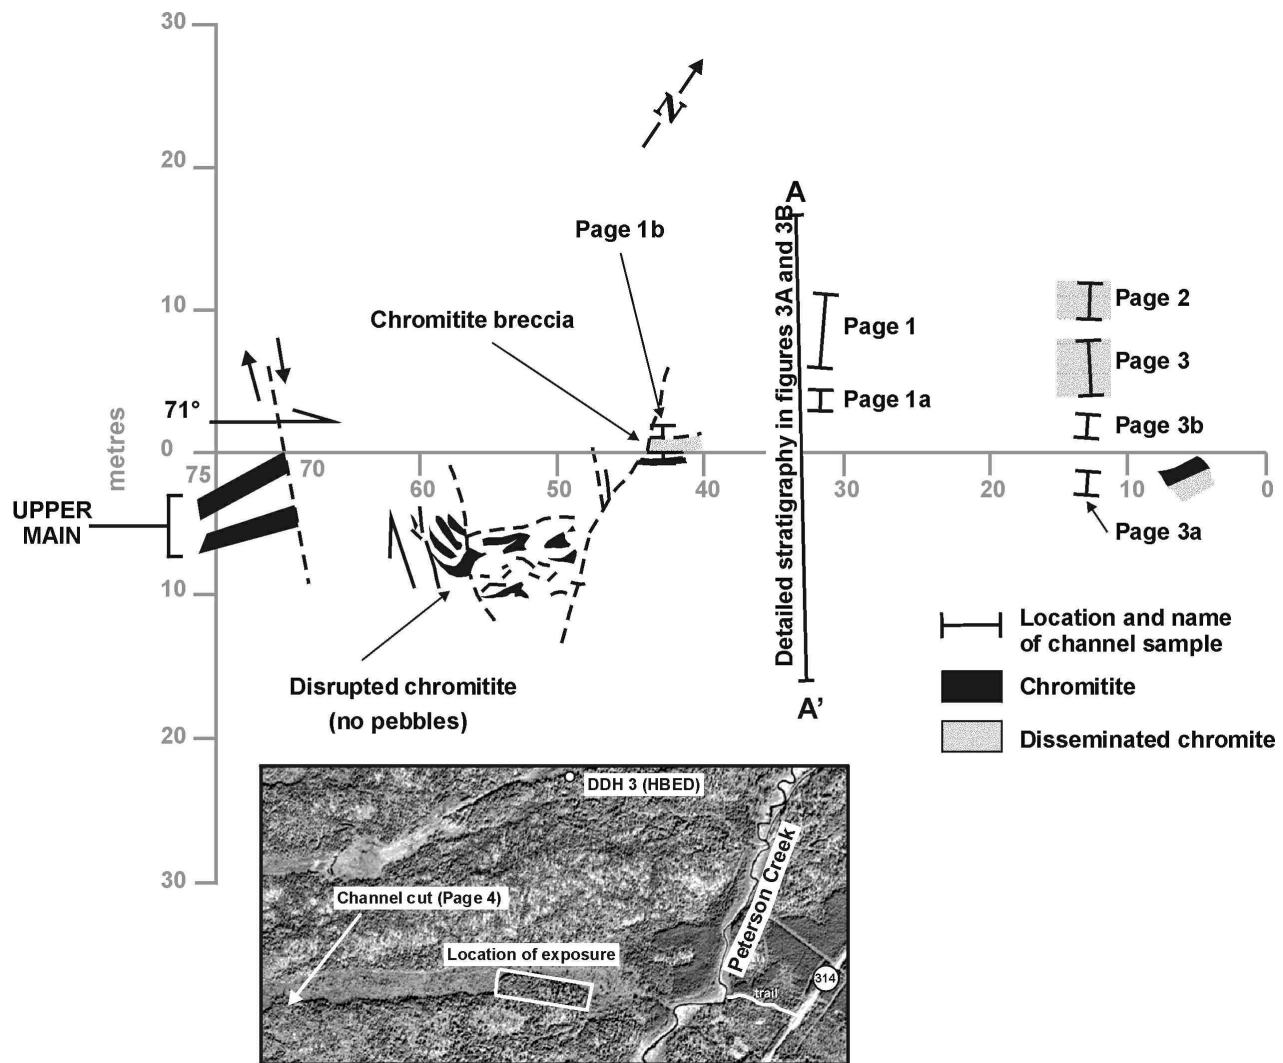 30
N
20
A
Page 1b
Detailed stratigraphy in figures 3A and 3B
10
Page 2
Chromitite breccia
Page 1
Page 3
71°
Page 1a
Page 3b
metres
0
75
70
60
50
40
30
20
10
0
UPPER
MAIN
Page 3a
10
Location and name
of channel sample
Disrupted chromitite
(no pebbles)
Chromitite
A’
20
Disseminated chromite
DDH 3 (HBED)
Peterson Creek
30
Channel cut (Page 4)
Location of exposure
314
trail